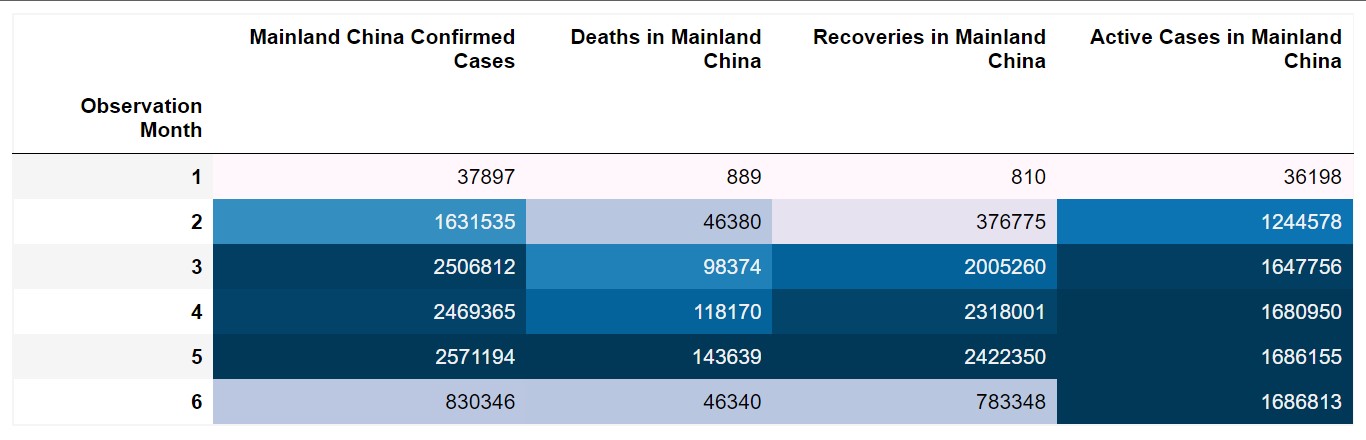 Mainland China Confirmed Cases Deaths in Mainland China Recoveries in Mainland China Active Cases in Mainland China
Observation Month
1 37897 889 810 36198
2 1631535 46380 376775 1244578
3 2506812 98374 2005260 1647756
4 2469365 118170 2318001 1680950
5 2571194 143639 2422350 1686155
6 830346 46340 783348 1686813